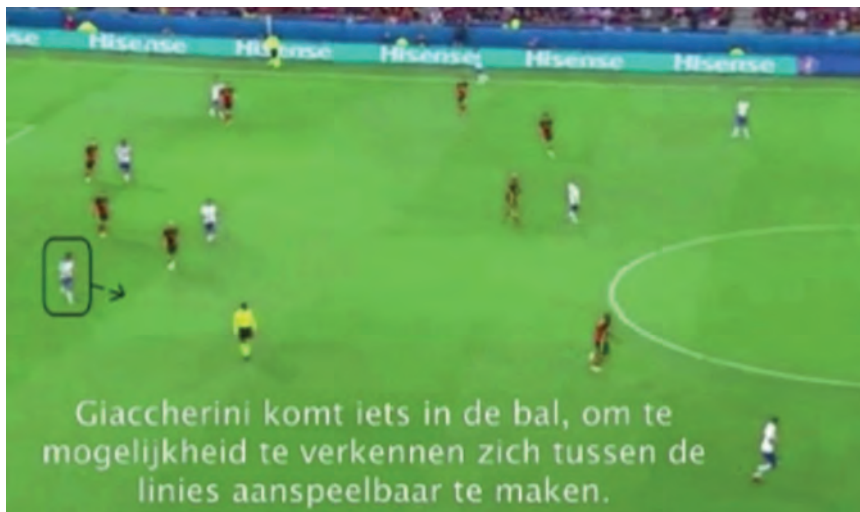 Hisense Hisense Hisense Hisense Hisense
Giaccherini komt iets in de bal, om te
mogelijkheid te verkennen zich tussen de
linies aanspeelbaar te maken.